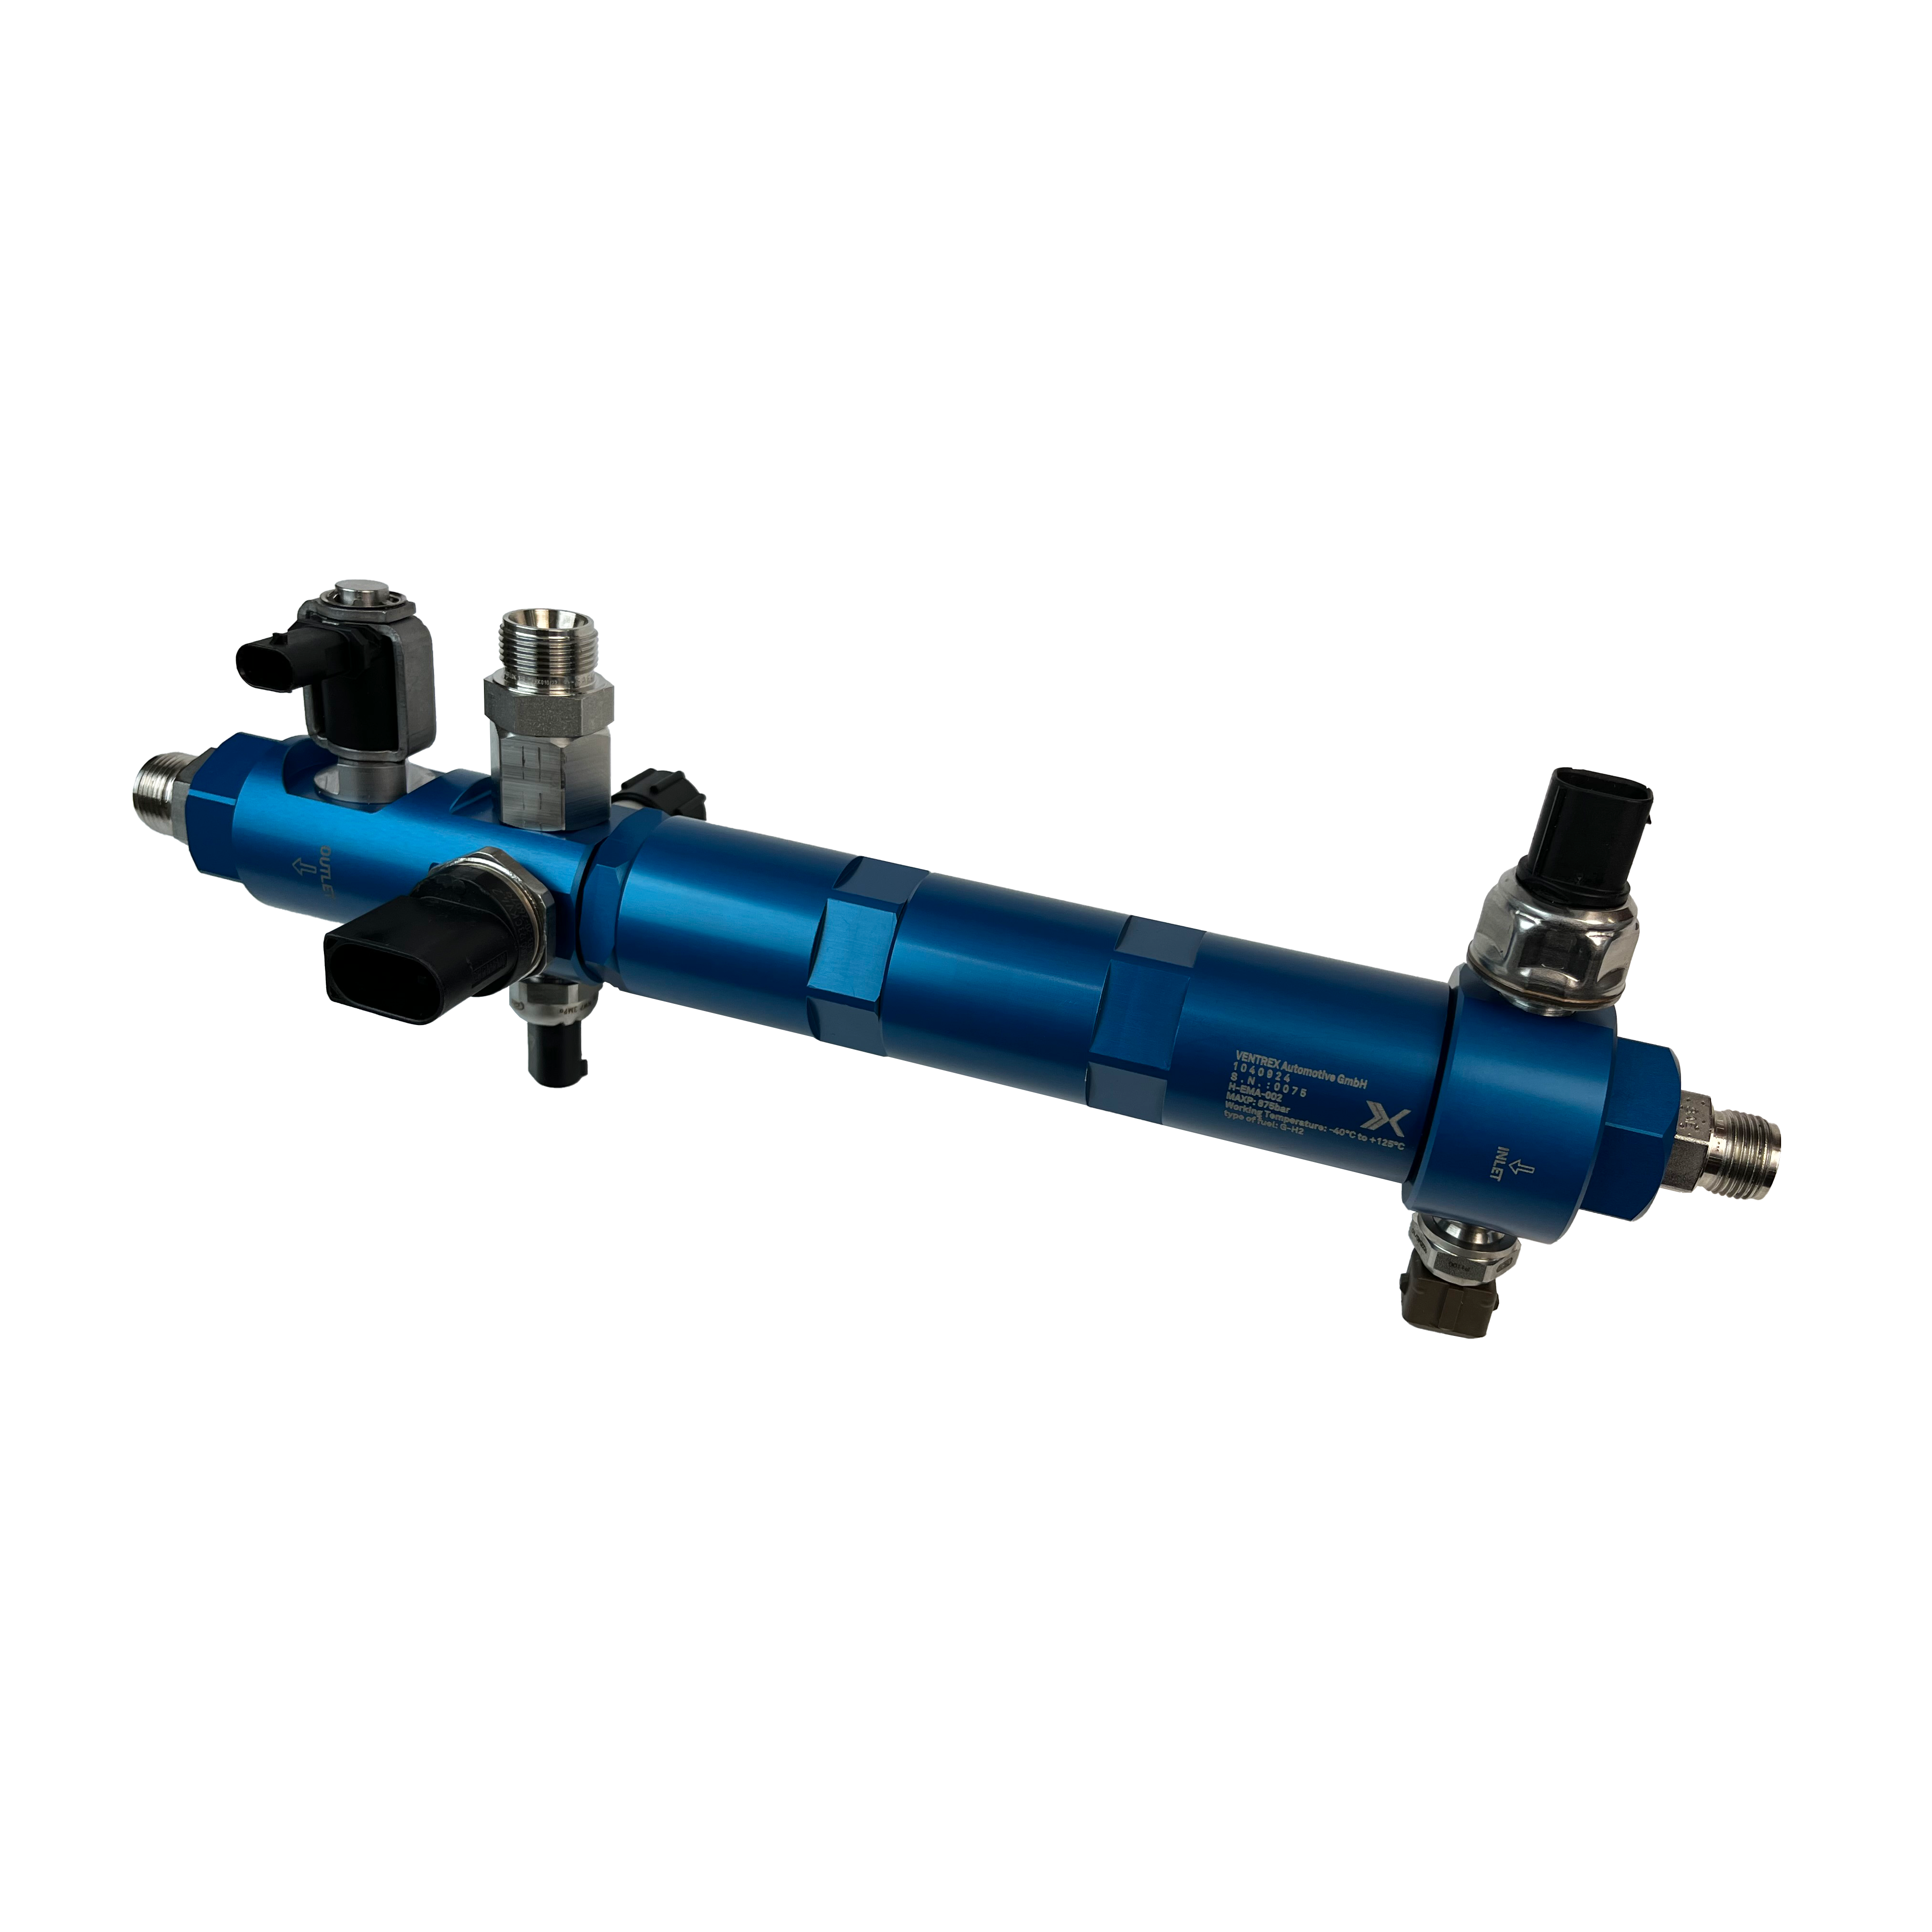 OUTLET
VENTREX Automotive GmbH
1040924
S.N.:0075
H-EMA-002
MAXP: 875bar
Working Temperature: -40°C to +125°C
type of fuel: G-H2
INLET